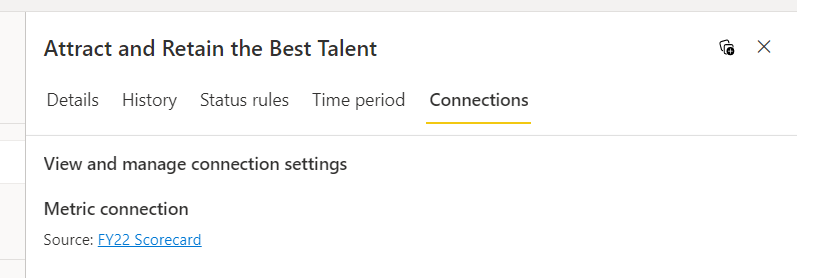 Attract and Retain the Best Talent
Details History Status rules Time period Connections
View and manage connection settings
Metric connection
Source: FY22 Scorecard